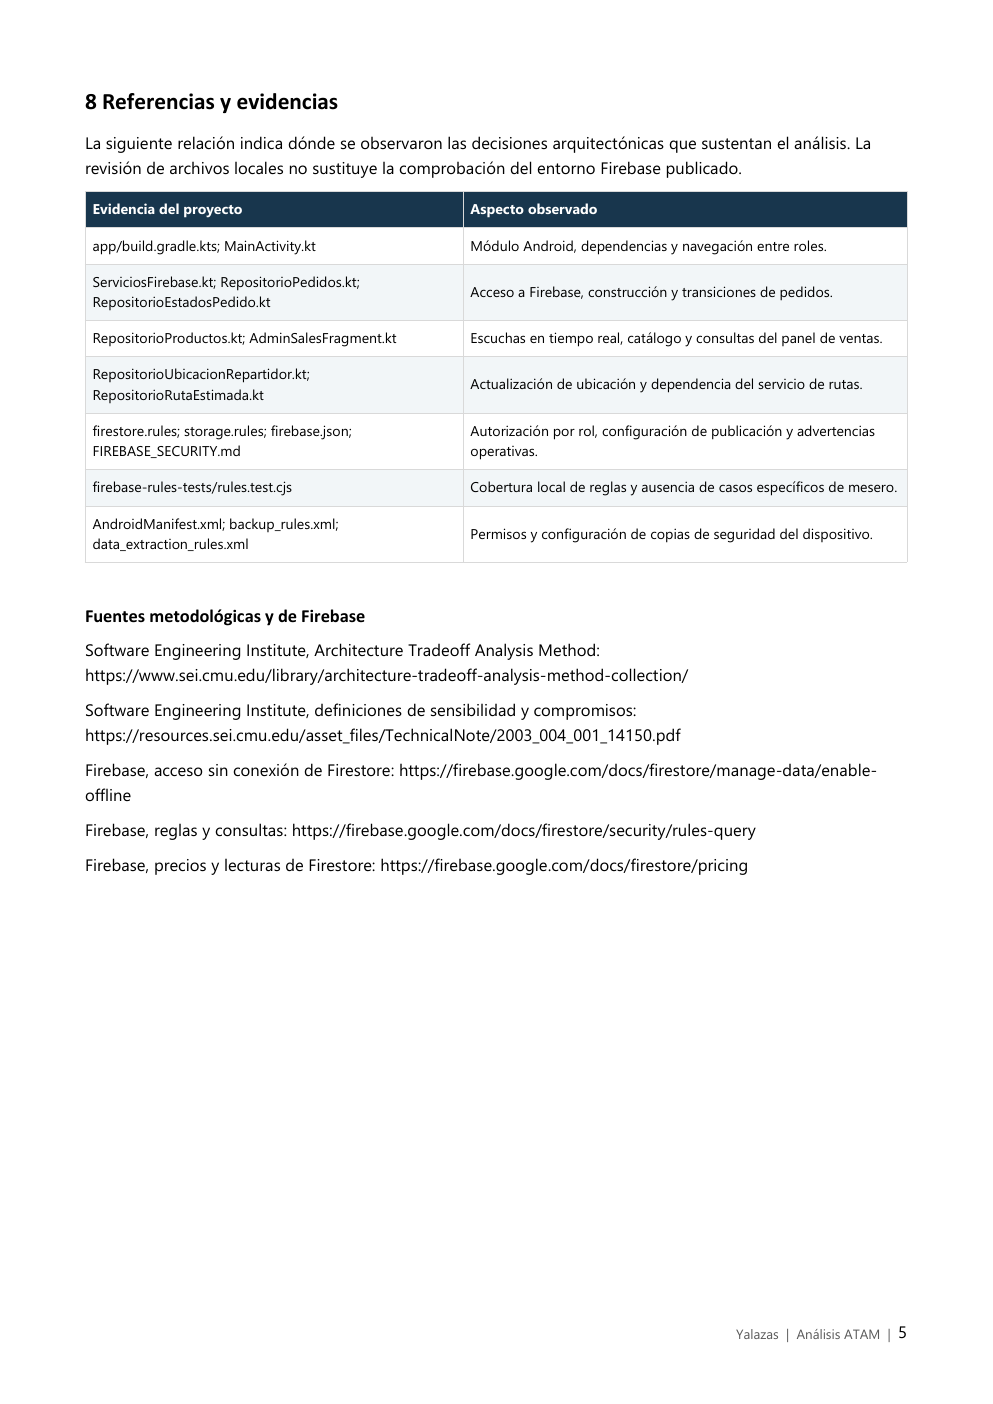 8 Referencias y evidencias
La siguiente relación indica dónde se observaron las decisiones arquitectónicas que sustentan el análisis. La
revisión de archivos locales no sustituye la comprobación del entorno Firebase publicado.
Evidencia del proyecto
Aspecto observado
app/build.gradle.kts; MainActivity.kt
Módulo Android, dependencias y navegación entre roles.
ServiciosFirebase.kt; RepositorioPedidos.kt;
RepositorioEstadosPedido.kt
Acceso a Firebase, construcción y transiciones de pedidos.
RepositorioProductos.kt; AdminSalesFragment.kt
Escuchas en tiempo real, catálogo y consultas del panel de ventas.
RepositorioUbicacionRepartidor.kt;
RepositorioRutaEstimada.kt
Actualización de ubicación y dependencia del servicio de rutas.
firestore.rules; storage.rules; firebase.json;
FIREBASE_SECURITY.md
Autorización por rol, configuración de publicación y advertencias
operativas.
firebase-rules-tests/rules.test.cjs
Cobertura local de reglas y ausencia de casos específicos de mesero.
AndroidManifest.xml; backup_rules.xml;
data_extraction_rules.xml
Permisos y configuración de copias de seguridad del dispositivo.
Fuentes metodológicas y de Firebase
Software Engineering Institute, Architecture Tradeoff Analysis Method:
https://www.sei.cmu.edu/library/architecture-tradeoff-analysis-method-collection/
Software Engineering Institute, definiciones de sensibilidad y compromisos:
https://resources.sei.cmu.edu/asset_files/TechnicalNote/2003_004_001_14150.pdf
Firebase, acceso sin conexión de Firestore: https://firebase.google.com/docs/firestore/manage-data/enable-
offline
Firebase, reglas y consultas: https://firebase.google.com/docs/firestore/security/rules-query
Firebase, precios y lecturas de Firestore: https://firebase.google.com/docs/firestore/pricing
Yalazas | Análisis ATAM | 5